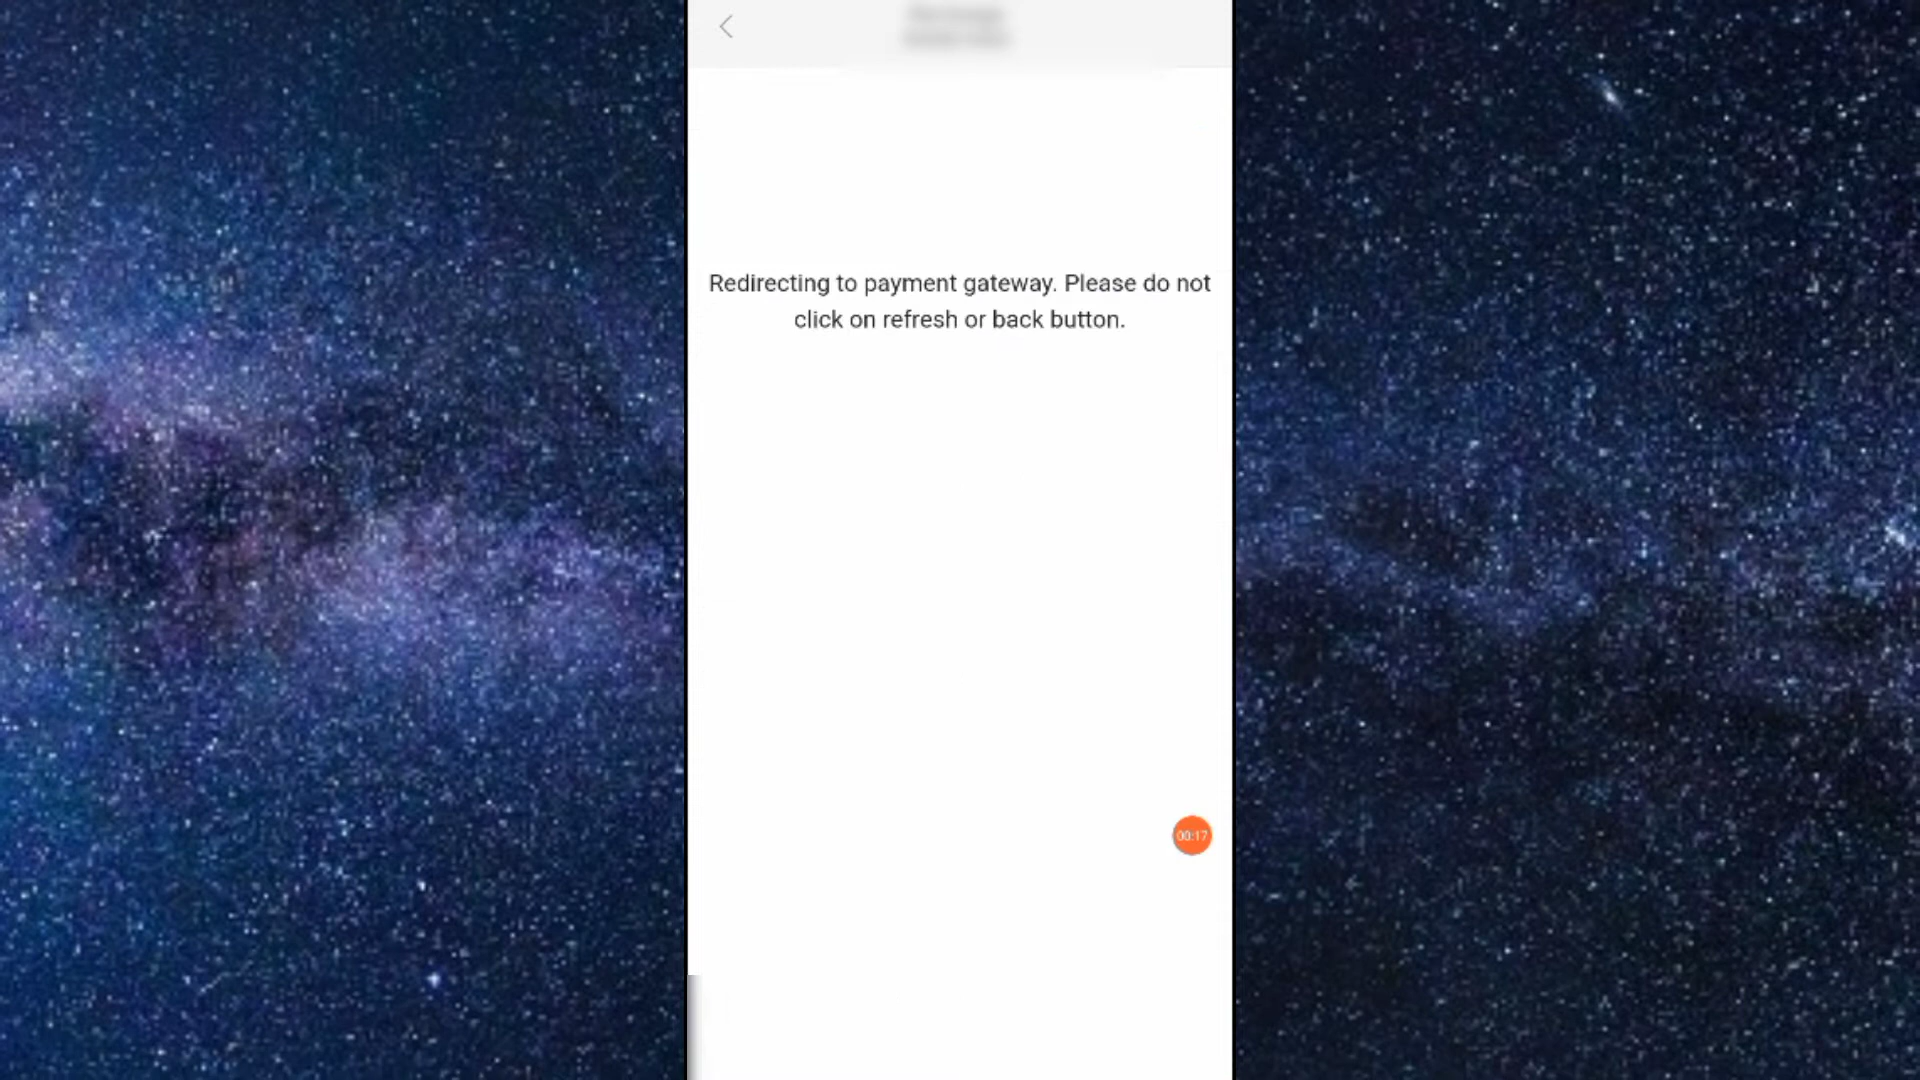 Redirecting to payment gateway. Please do not
click on refresh or back button.
00:17